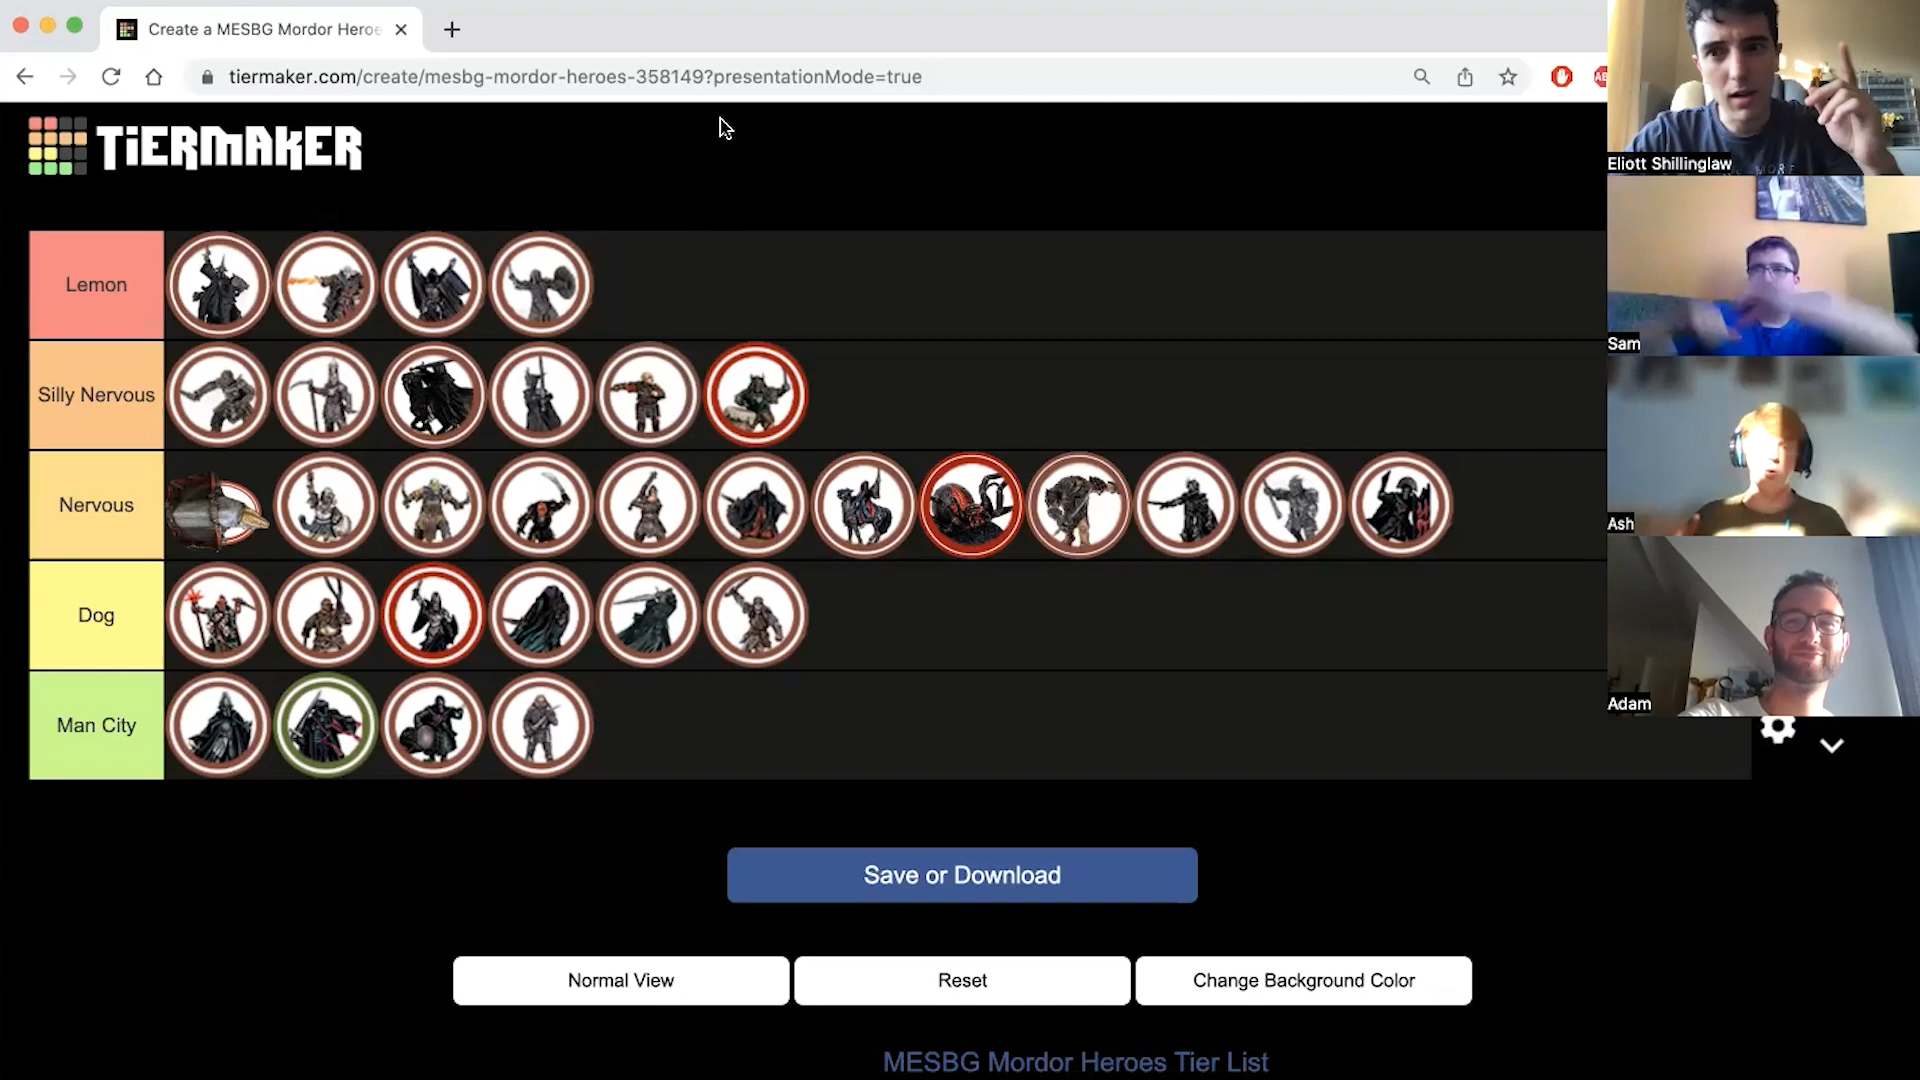 Create a MESBG Mordor Heroe
tiermaker.com/create/mesbg-mordor-heroes-358149?presentationMode=true
TiERMAKER
Lemon
Silly Nervous
Nervous
Dog
Man City
Save or Download
Normal View
Reset
Change Background Color
MESBG Mordor Heroes Tier List
Eliott Shillinglaw
Sam
Ash
Adam